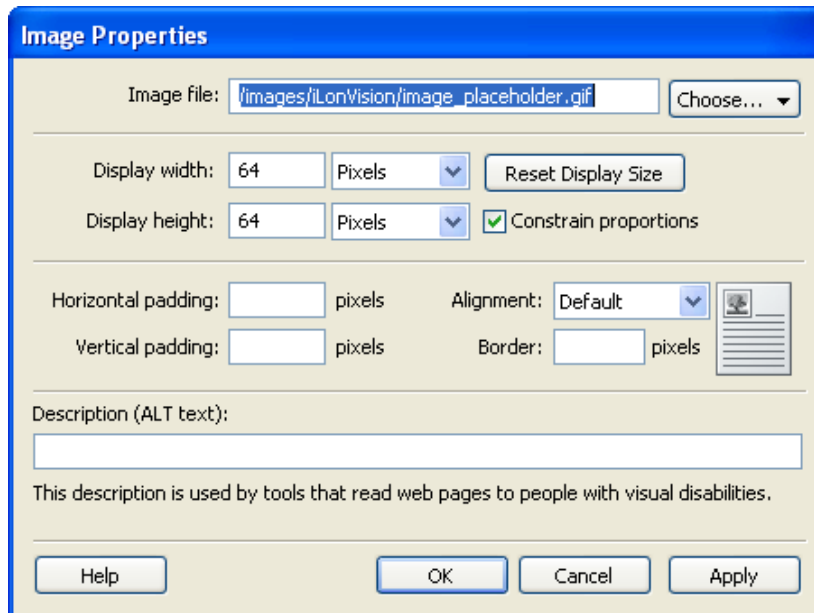 Image Properties
Image file: /images/iLonVision/image_placeholder.gif Choose...
Display width: 64 Pixels Reset Display Size
Display height: 64 Pixels Constrain proportions
Horizontal padding: pixels Alignment: Default
Vertical padding: pixels Border: pixels
Description (ALT text):
This description is used by tools that read web pages to people with visual disabilities.
Help OK Cancel Apply